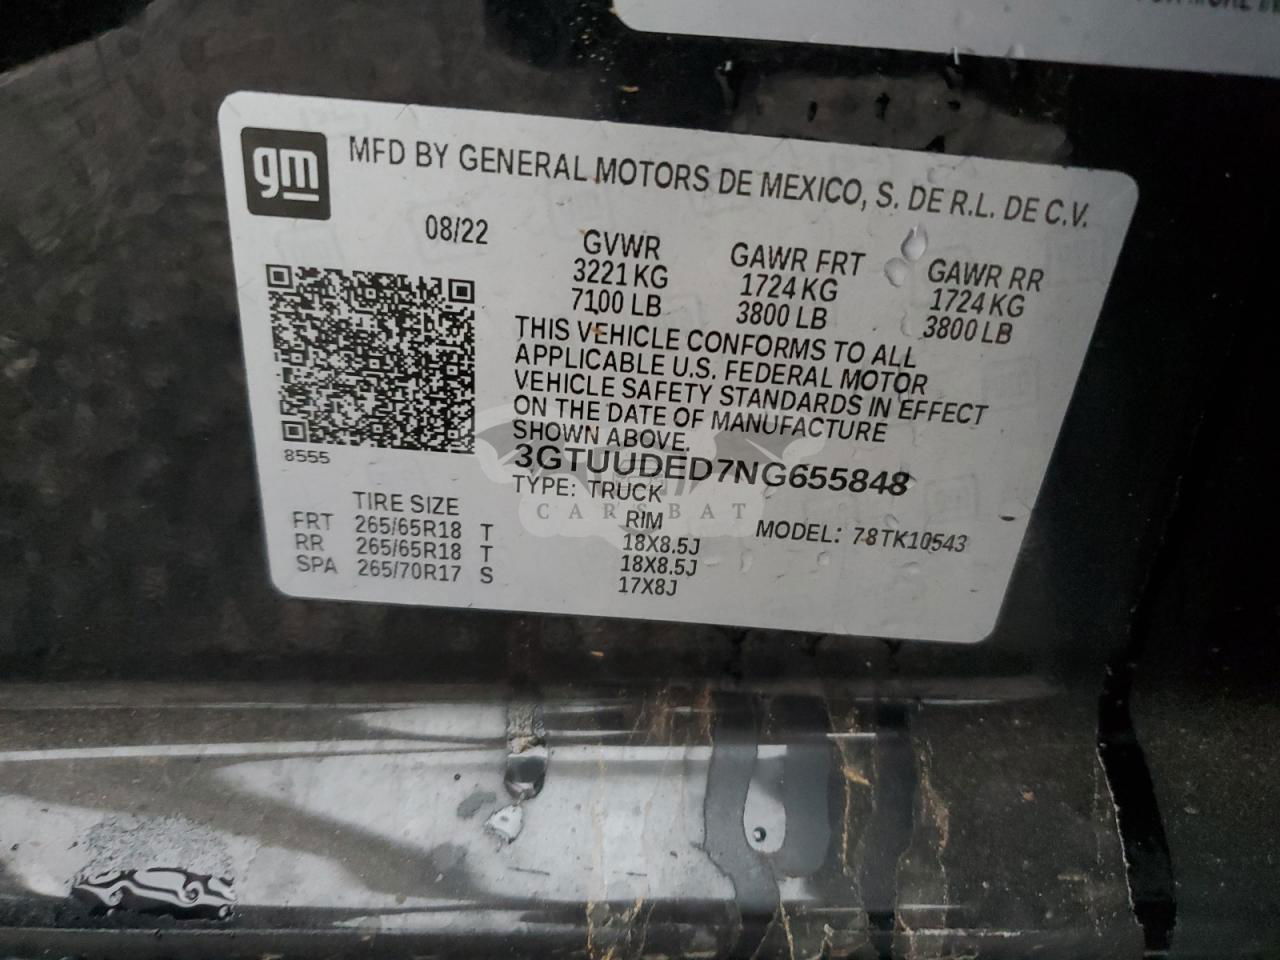 gm
MFD BY GENERAL MOTORS DE MEXICO, S. DE R.L. DE C.V.
08/22
GVWR GAWR FRT GAWR RR
3221 KG 1724 KG 1724 KG
7100 LB 3800 LB 3800 LB
THIS VEHICLE CONFORMS TO ALL
APPLICABLE U.S. FEDERAL MOTOR
VEHICLE SAFETY STANDARDS IN EFFECT
ON THE DATE OF MANUFACTURE
SHOWN ABOVE.
8555
3GTUUDED7NG655848
TYPE: TRUCK
CARSBAT
MODEL: 78TK10543
TIRE SIZE RIM
FRT 265/65R18 T 18X8.5J
RR 265/65R18 T 18X8.5J
SPA 265/70R17 S 17X8J